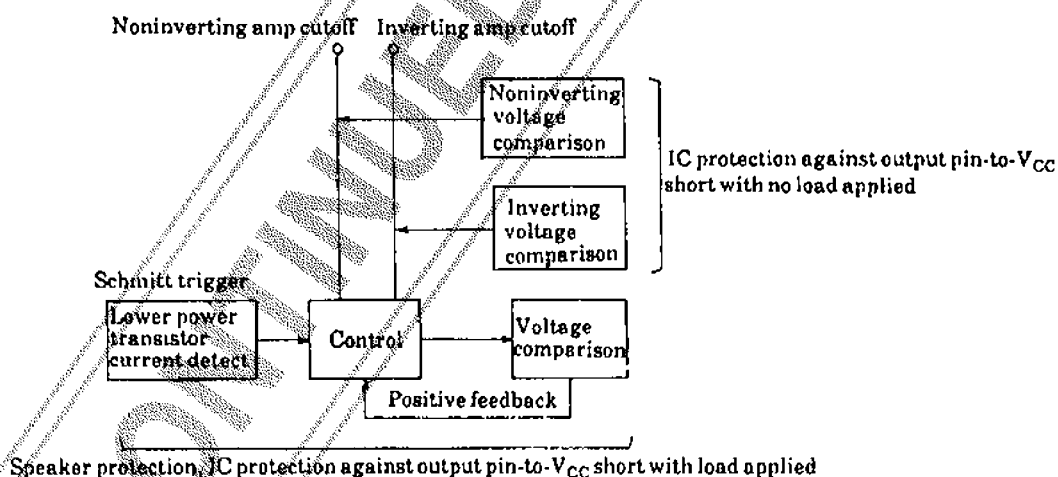 Noninverting amp cutoff Inverting amp cutoff
Noninverting
voltage
comparison
IC protection against output pin-to-VCC
short with no load applied
Inverting
voltage
comparison
Schmitt trigger
Lower power
transistor
current detect
Control
Voltage
comparison
Positive feedback
Speaker protection, IC protection against output pin-to-VCC short with load applied